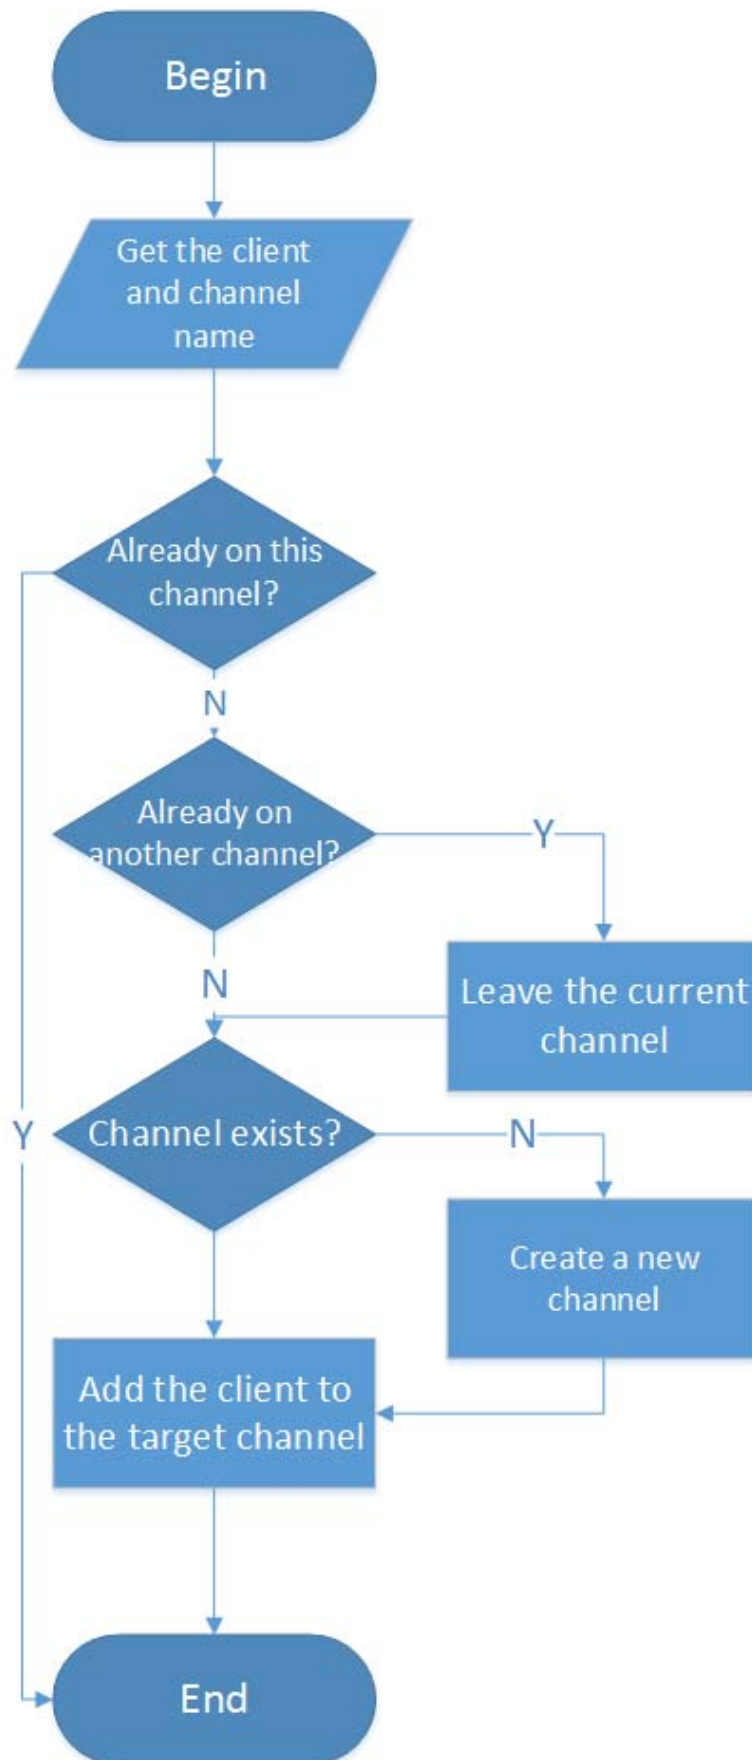 Begin
Get the client
and channel
name
Already on this
channel?
N
Already on
another channel?
Y
N
Leave the current
channel
Y
Channel exists?
N
Create a new
channel
Add the client to
the target channel
End